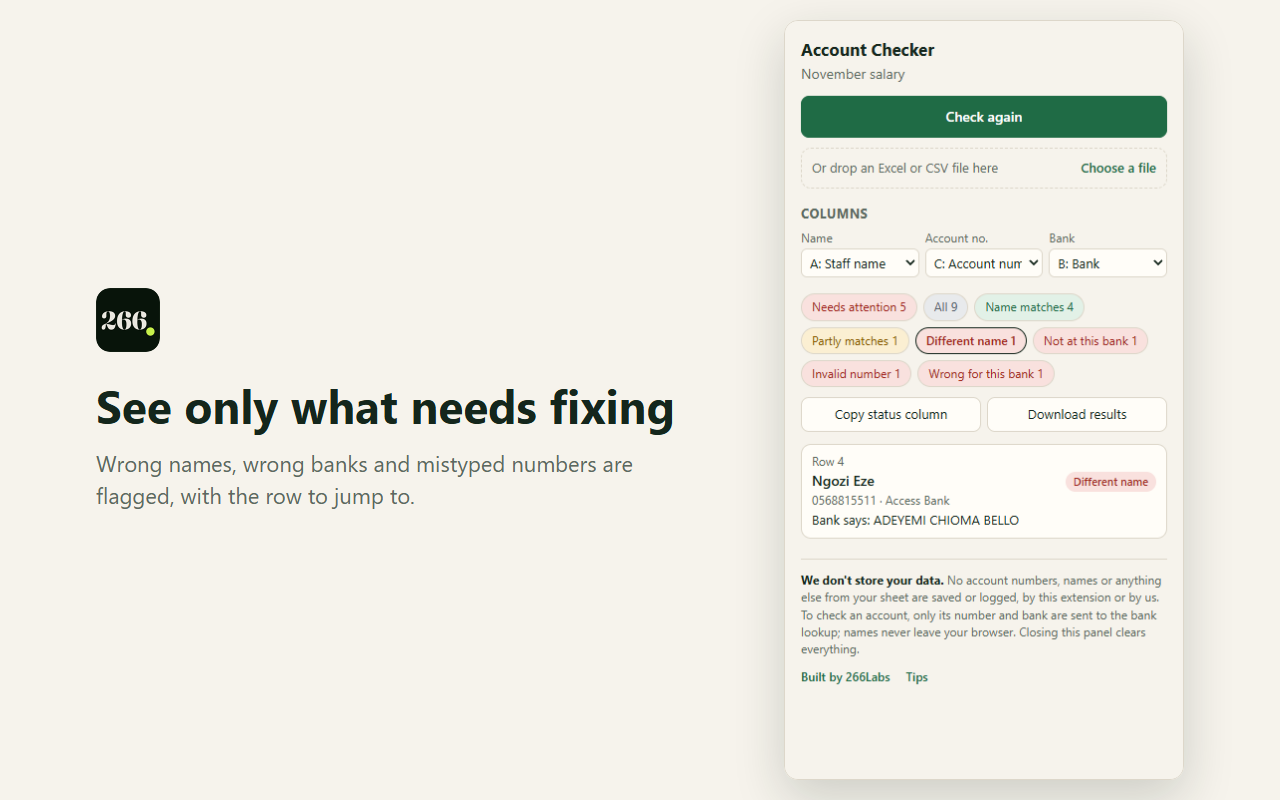 266.
See only what needs fixing
Wrong names, wrong banks and mistyped numbers are
flagged, with the row to jump to.
Account Checker
November salary
Check again
Or drop an Excel or CSV file here
Choose a file
COLUMNS
Name
Account no.
Bank
A: Staff name
C: Account num
B: Bank
Needs attention 5
All 9
Name matches 4
Partly matches 1
Different name 1
Not at this bank 1
Invalid number 1
Wrong for this bank 1
Copy status column
Download results
Row 4
Ngozi Eze
Different name
0568815511 · Access Bank
Bank says: ADEYEMI CHIOMA BELLO
We don't store your data. No account numbers, names or anything
else from your sheet are saved or logged, by this extension or by us.
To check an account, only its number and bank are sent to the bank
lookup; names never leave your browser. Closing this panel clears
everything.
Built by 266Labs
Tips